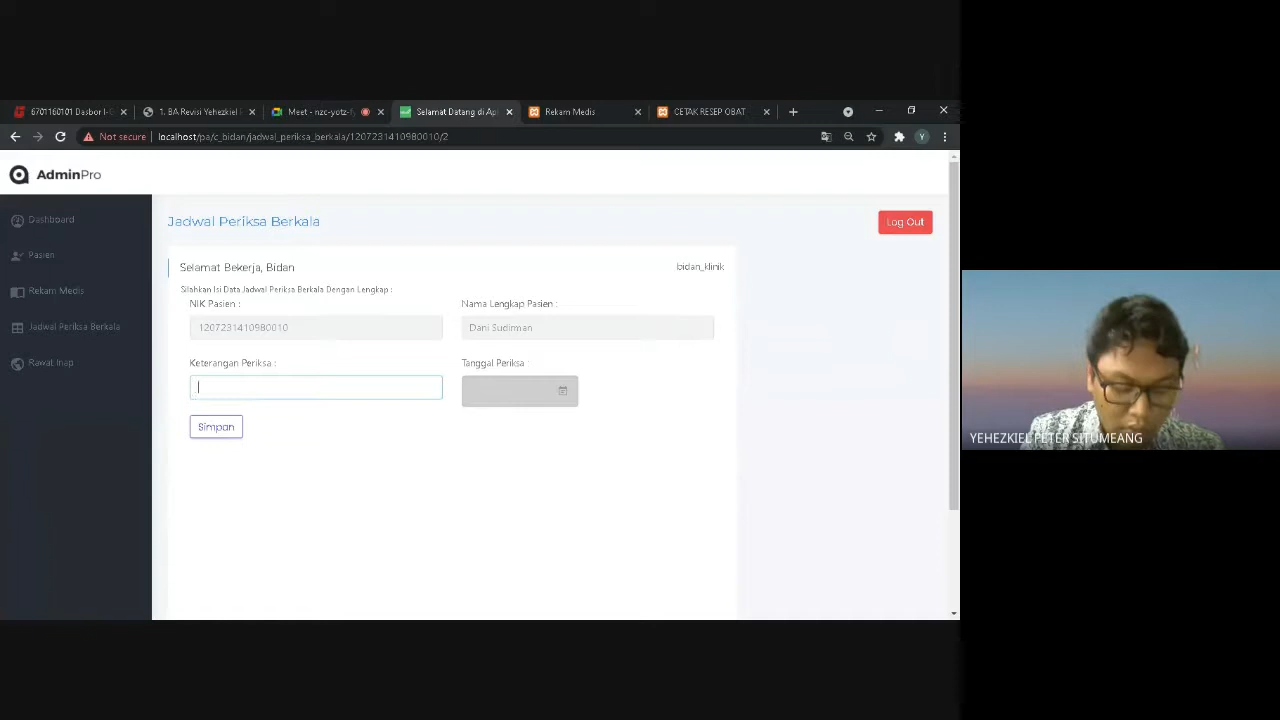 6701160101 Dasbor I-G
1. BA Revisi Yehezkiel P
Meet - nzc-yotz-
Selamat Datang di Apl
Rekam Medis
CETAK RESEP OBAT
Not secure
localhost/pa/c_bidan/jadwal_periksa_berkala/1207231410980010/2
Y
AdminPro
Dashboard
Pasien
Rekam Medis
Jadwal Periksa Berkala
Rawat Inap
Jadwal Periksa Berkala
Log Out
Selamat Bekerja, Bidan
bidan_klinik
Silahkan Isi Data Jadwal Periksa Berkala Dengan Lengkap :
NIK Pasien :
Nama Lengkap Pasien :
1207231410980010
Dani Sudirman
Keterangan Periksa :
Tanggal Periksa :
Simpan
YEHEZKIEL PETER SITUMEANG